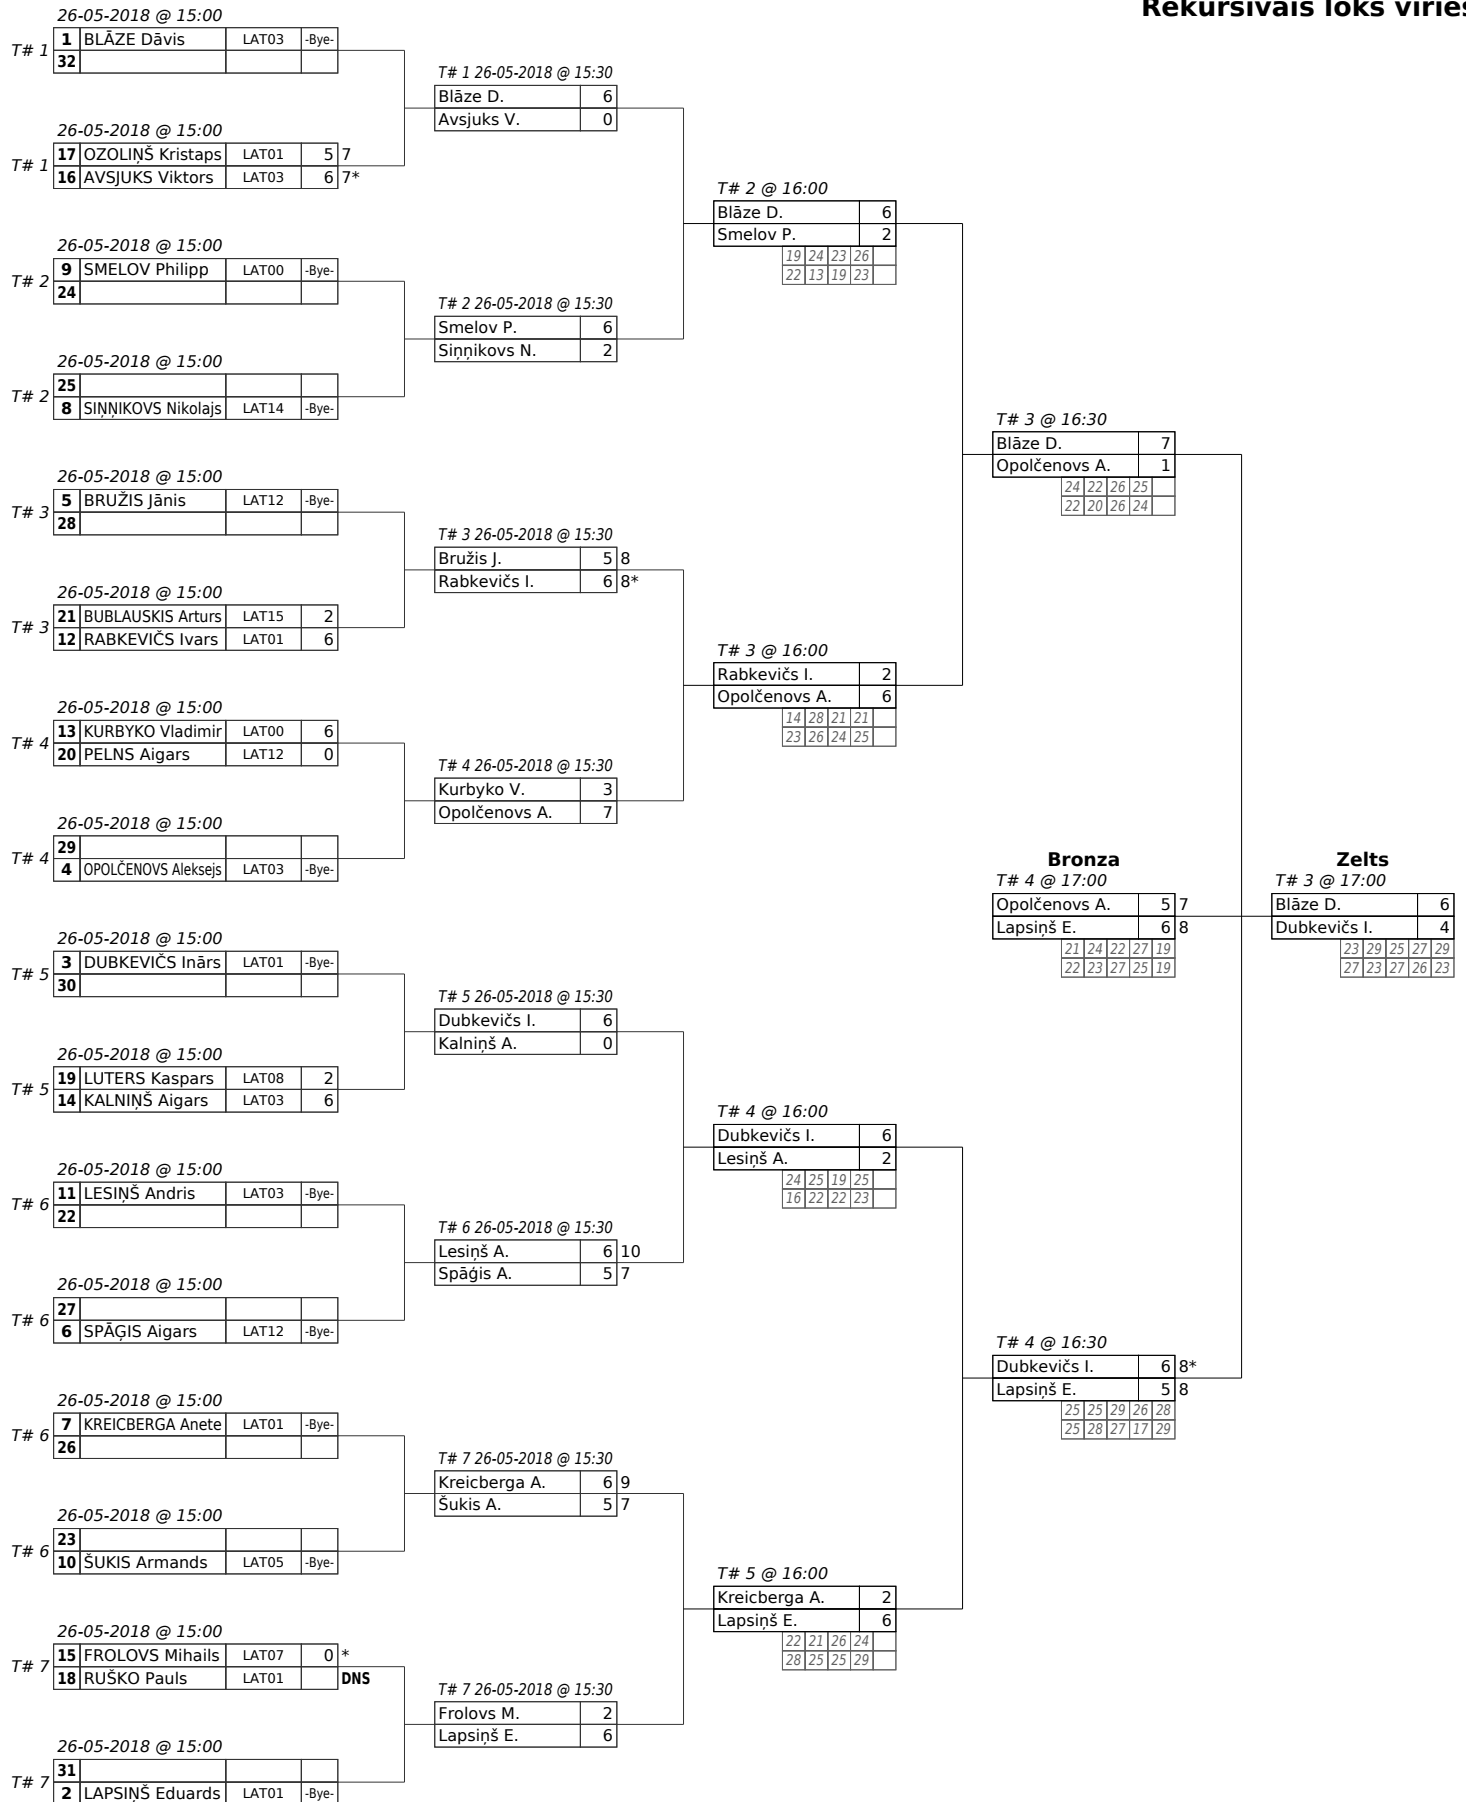 Rekursīvais loks vīries
26-05-2018 @ 15:00
T# 1
1 BLĀZE Dāvis LAT03 -Bye-
32
26-05-2018 @ 15:00
T# 1
17 OZOLIŅŠ Kristaps LAT01 5 7
16 AVSJUKS Viktors LAT03 6 7*
26-05-2018 @ 15:00
T# 2
9 SMELOV Philipp LAT00 -Bye-
24
26-05-2018 @ 15:00
T# 2
25
8 SIŅŅIKOVS Nikolajs LAT14 -Bye-
26-05-2018 @ 15:00
T# 3
5 BRUŽIS Jānis LAT12 -Bye-
28
26-05-2018 @ 15:00
T# 3
21 BUBLAUSKIS Arturs LAT15 2
12 RABKEVIČS Ivars LAT01 6
26-05-2018 @ 15:00
T# 4
13 KURBYKO Vladimir LAT00 6
20 PELNS Aigars LAT12 0
26-05-2018 @ 15:00
T# 4
29
4 OPOLČENOVS Aleksejs LAT03 -Bye-
26-05-2018 @ 15:00
T# 5
3 DUBKEVIČS Inārs LAT01 -Bye-
30
26-05-2018 @ 15:00
T# 5
19 LUTERS Kaspars LAT08 2
14 KALNIŅŠ Aigars LAT03 6
26-05-2018 @ 15:00
T# 6
11 LESIŅŠ Andris LAT03 -Bye-
22
26-05-2018 @ 15:00
T# 6
27
6 SPĀĢIS Aigars LAT12 -Bye-
26-05-2018 @ 15:00
T# 6
7 KREICBERGA Anete LAT01 -Bye-
26
26-05-2018 @ 15:00
T# 6
23
10 ŠUKIS Armands LAT05 -Bye-
26-05-2018 @ 15:00
T# 7
15 FROLOVS Mihails LAT07 0 *
18 RUŠKO Pauls LAT01 DNS
26-05-2018 @ 15:00
T# 7
31
2 LAPSIŅŠ Eduards LAT01 -Bye-
T# 1 26-05-2018 @ 15:30
Blāze D. 6
Avsjuks V. 0
T# 2 26-05-2018 @ 15:30
Smelov P. 6
Siņņikovs N. 2
T# 3 26-05-2018 @ 15:30
Bružis J. 5 8
Rabkevičs I. 6 8*
T# 4 26-05-2018 @ 15:30
Kurbyko V. 3
Opolčenovs A. 7
T# 5 26-05-2018 @ 15:30
Dubkevičs I. 6
Kalniņš A. 0
T# 6 26-05-2018 @ 15:30
Lesiņš A. 6 10
Spāģis A. 5 7
T# 7 26-05-2018 @ 15:30
Kreicberga A. 6 9
Šukis A. 5 7
T# 7 26-05-2018 @ 15:30
Frolovs M. 2
Lapsiņš E. 6
T# 2 @ 16:00
Blāze D. 6
Smelov P. 2
19 24 23 26
22 13 19 23
T# 3 @ 16:00
Rabkevičs I. 2
Opolčenovs A. 6
14 28 21 21
23 26 24 25
T# 4 @ 16:00
Dubkevičs I. 6
Lesiņš A. 2
24 25 19 25
16 22 22 23
T# 5 @ 16:00
Kreicberga A. 2
Lapsiņš E. 6
22 21 26 24
28 25 25 29
T# 3 @ 16:30
Blāze D. 7
Opolčenovs A. 1
24 22 26 25
22 20 26 24
T# 4 @ 16:30
Dubkevičs I. 6 8*
Lapsiņš E. 5 8
25 25 29 26 28
25 28 27 17 29
Bronza
T# 4 @ 17:00
Opolčenovs A. 5 7
Lapsiņš E. 6 8
21 24 22 27 19
22 23 27 25 19
Zelts
T# 3 @ 17:00
Blāze D. 6
Dubkevičs I. 4
23 29 25 27 29
27 23 27 26 23